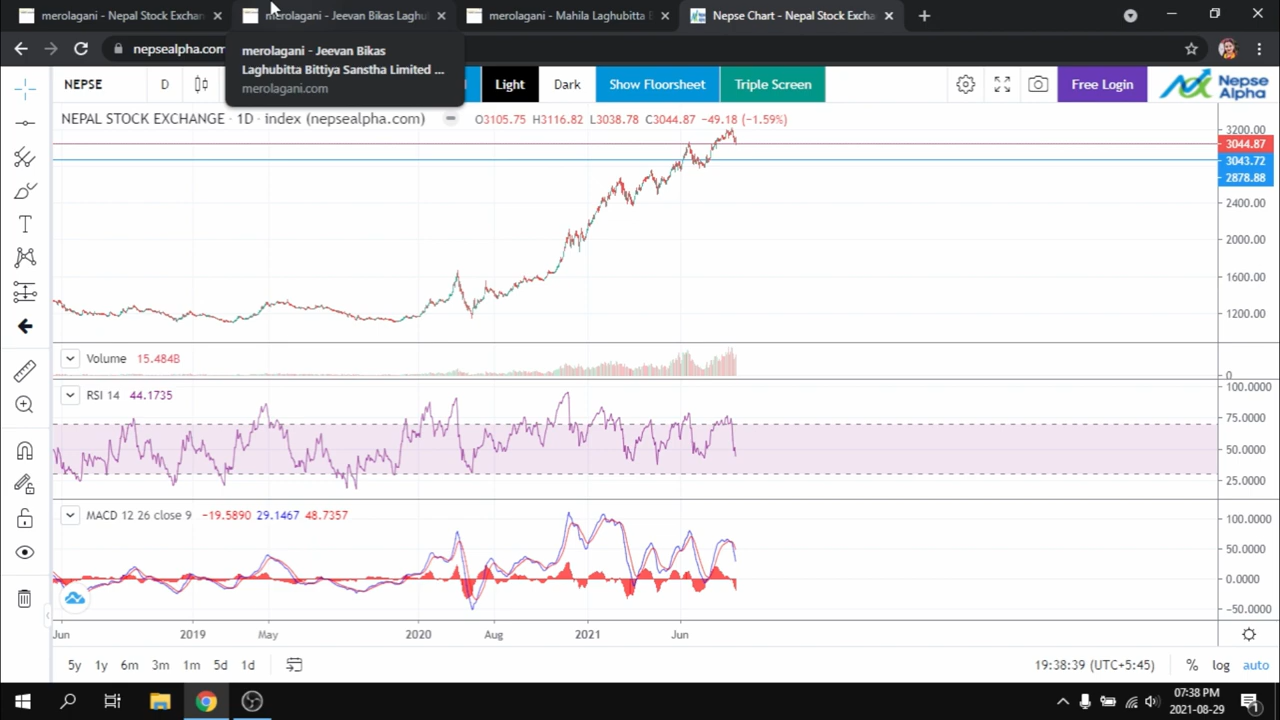 merolagani - Nepal Stock Exchan
merolagani - Jeevan Bikas Laghul
merolagani - Mahila Laghubitta B
Nepse Chart - Nepal Stock Excha
nepsealpha.com
merolagani - Jeevan Bikas
Laghubitta Bittiya Sanstha Limited ...
merolagani.com
NEPSE
D
Light
Dark
Show Floorsheet
Triple Screen
Free Login
Nepse
Alpha
NEPAL STOCK EXCHANGE · 1D · index (nepsealpha.com)
O3105.75 H3116.82 L3038.78 C3044.87 -49.18 (-1.59%)
3200.00
3044.87
3043.72
2878.88
2400.00
2000.00
1600.00
1200.00
Volume 15.484B
0
RSI 14 44.1735
100.0000
75.0000
50.0000
25.0000
MACD 12 26 close 9 -19.5890 29.1467 48.7357
100.0000
50.0000
0.0000
-50.0000
Jun 2019 May 2020 Aug 2021 Jun
5y 1y 6m 3m 1m 5d 1d
19:38:39 (UTC+5:45) % log auto
07:38 PM
2021-08-29
1